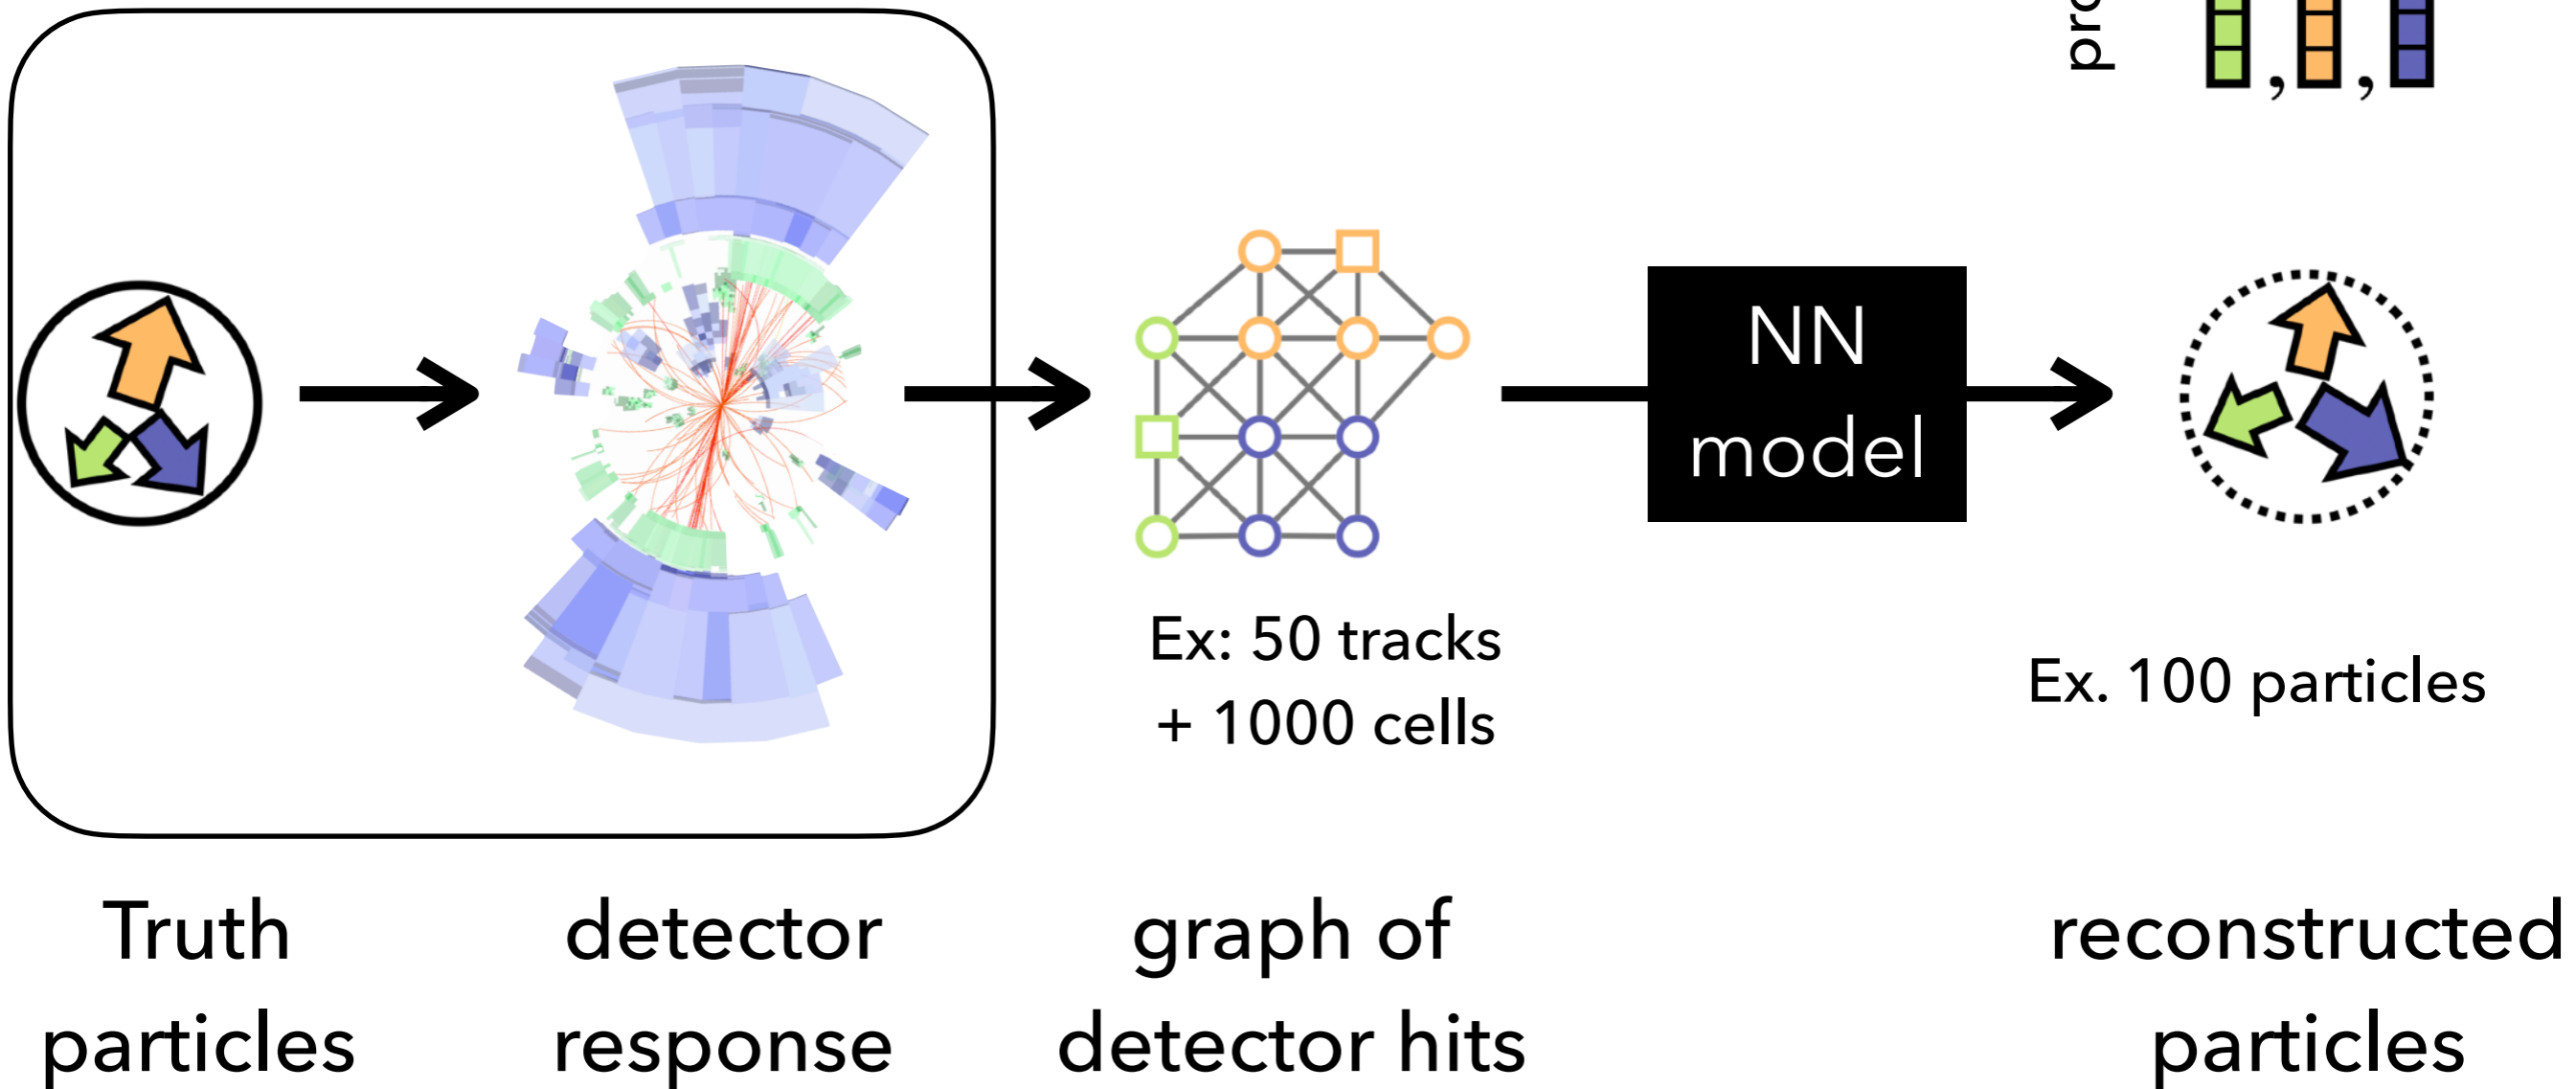 NN
model
Ex: 50 tracks
+ 1000 cells
Ex. 100 particles
Truth
particles
detector
response
graph of
detector hits
reconstructed
particles